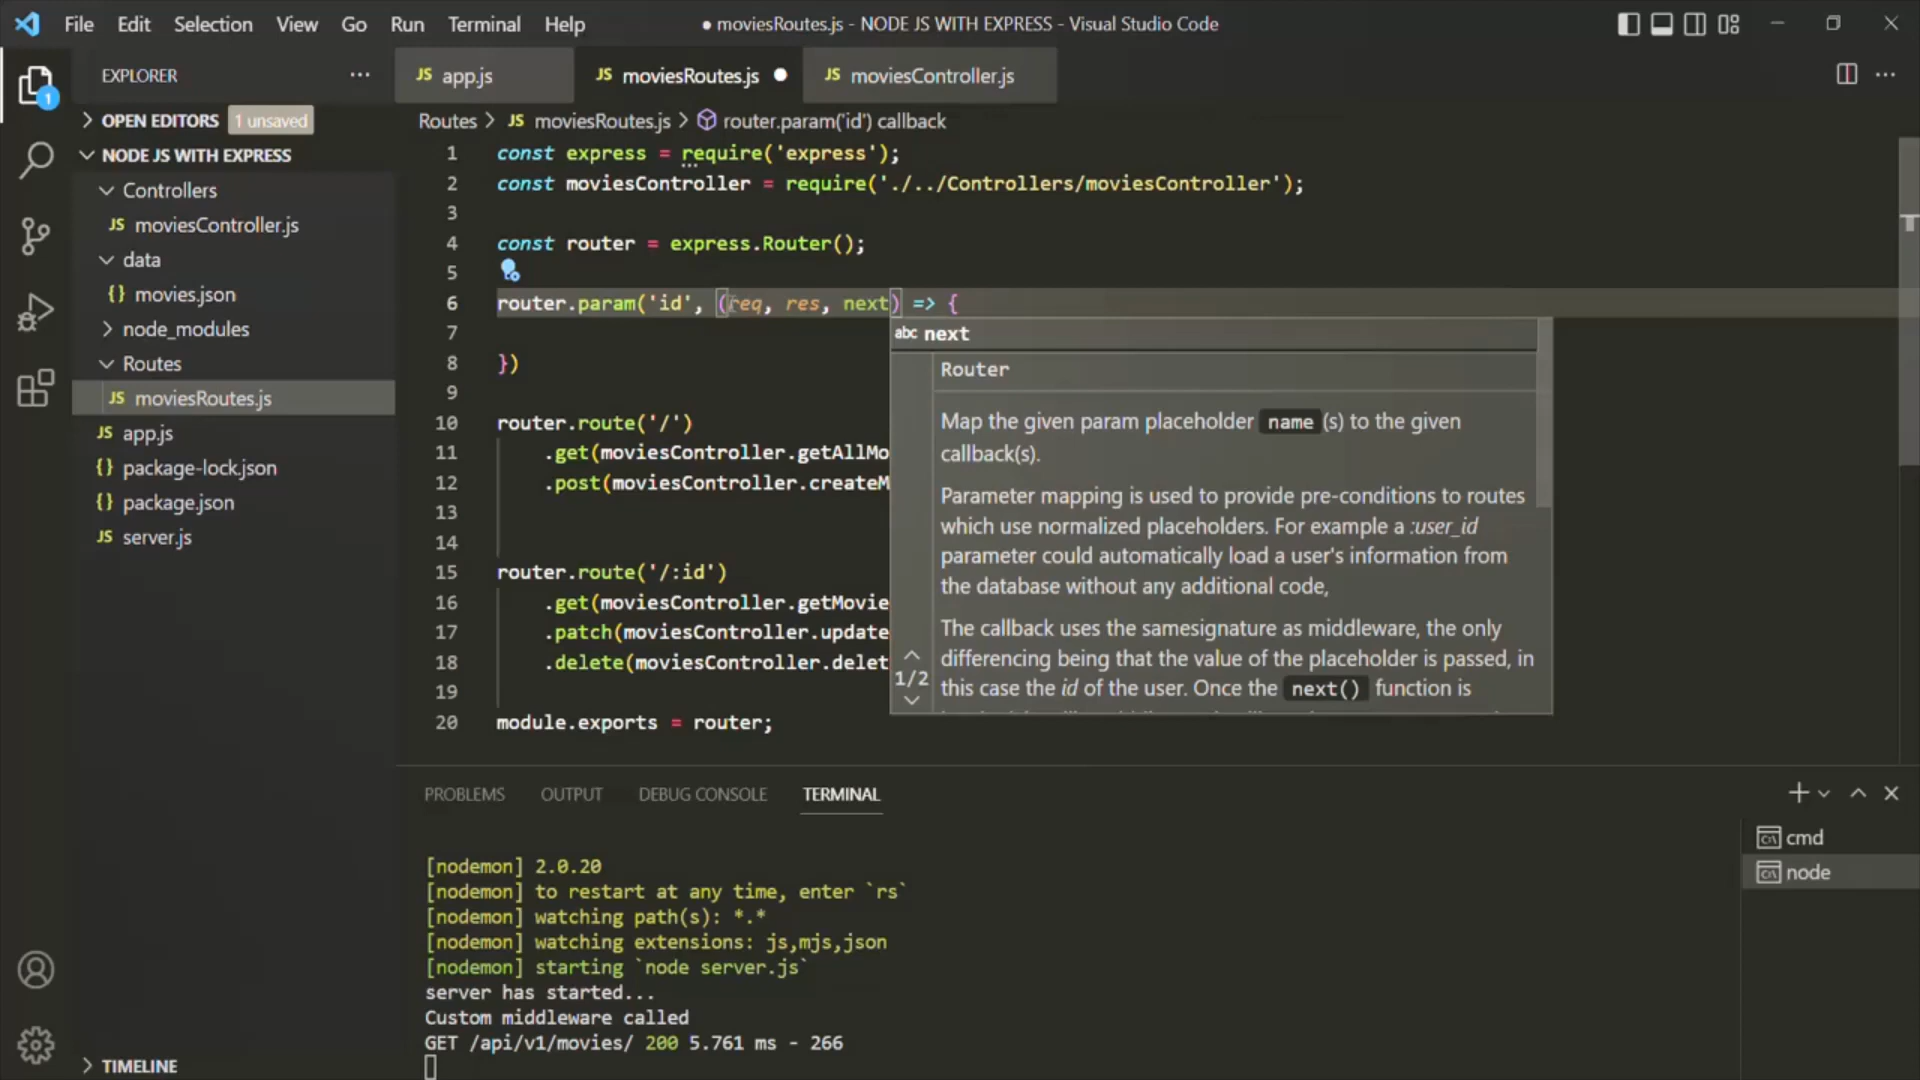 File Edit Selection View Go Run Terminal Help
● moviesRoutes.js - NODE JS WITH EXPRESS - Visual Studio Code
1
EXPLORER
OPEN EDITORS 1 unsaved
NODE JS WITH EXPRESS
Controllers
JS moviesController.js
data
{} movies.json
node_modules
Routes
JS moviesRoutes.js
JS app.js
{} package-lock.json
{} package.json
JS server.js
TIMELINE
JS app.js
JS moviesRoutes.js
JS moviesController.js
Routes > JS moviesRoutes.js > router.param('id') callback
1 const express = require('express');
2 const moviesController = require('./../Controllers/moviesController');
3
4 const router = express.Router();
5
6 router.param('id', (req, res, next) => {
7
8 })
9
10 router.route('/')
11 .get(moviesController.getAllMo
12 .post(moviesController.createM
13
14
15 router.route('/:id')
16 .get(moviesController.getMovie
17 .patch(moviesController.update
18 .delete(moviesController.delet
19
20 module.exports = router;
abc next
Router
Map the given param placeholder name (s) to the given
callback(s).
Parameter mapping is used to provide pre-conditions to routes
which use normalized placeholders. For example a :user_id
parameter could automatically load a user's information from
the database without any additional code,
The callback uses the samesignature as middleware, the only
differencing being that the value of the placeholder is passed, in
this case the id of the user. Once the next() function is
1/2
PROBLEMS OUTPUT DEBUG CONSOLE TERMINAL
[nodemon] 2.0.20
[nodemon] to restart at any time, enter `rs`
[nodemon] watching path(s): *.*
[nodemon] watching extensions: js,mjs,json
[nodemon] starting `node server.js`
server has started...
Custom middleware called
GET /api/v1/movies/ 200 5.761 ms - 266
cmd
node